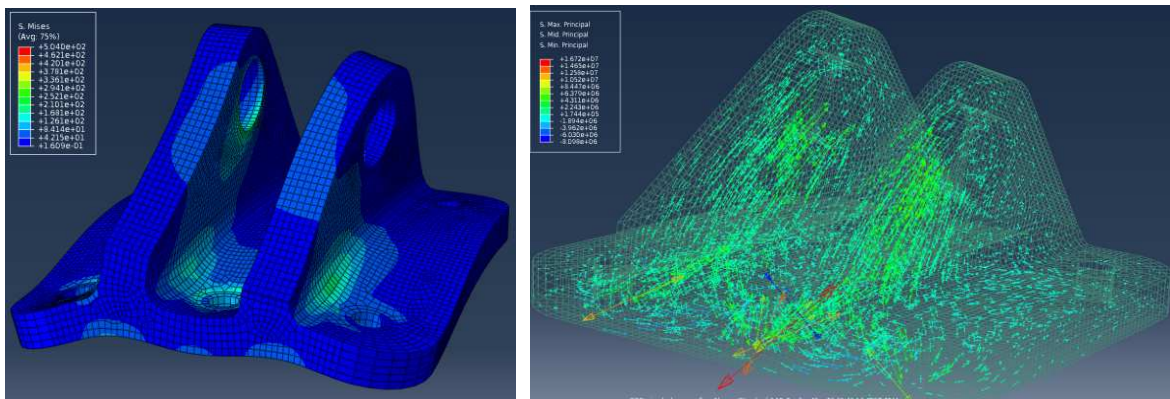 S, Mises
(Avg: 75%)
+5.040e+02
+4.621e+02
+4.201e+02
+3.781e+02
+3.361e+02
+2.941e+02
+2.521e+02
+2.101e+02
+1.681e+02
+1.261e+02
+8.414e+01
+4.215e+01
+1.609e-01
S, Max. Principal
S, Mid. Principal
S, Min. Principal
+1.672e+07
+1.465e+07
+1.258e+07
+1.052e+07
+8.447e+06
+6.379e+06
+4.311e+06
+2.243e+06
+1.744e+05
-1.894e+06
-3.962e+06
-6.030e+06
-8.098e+06